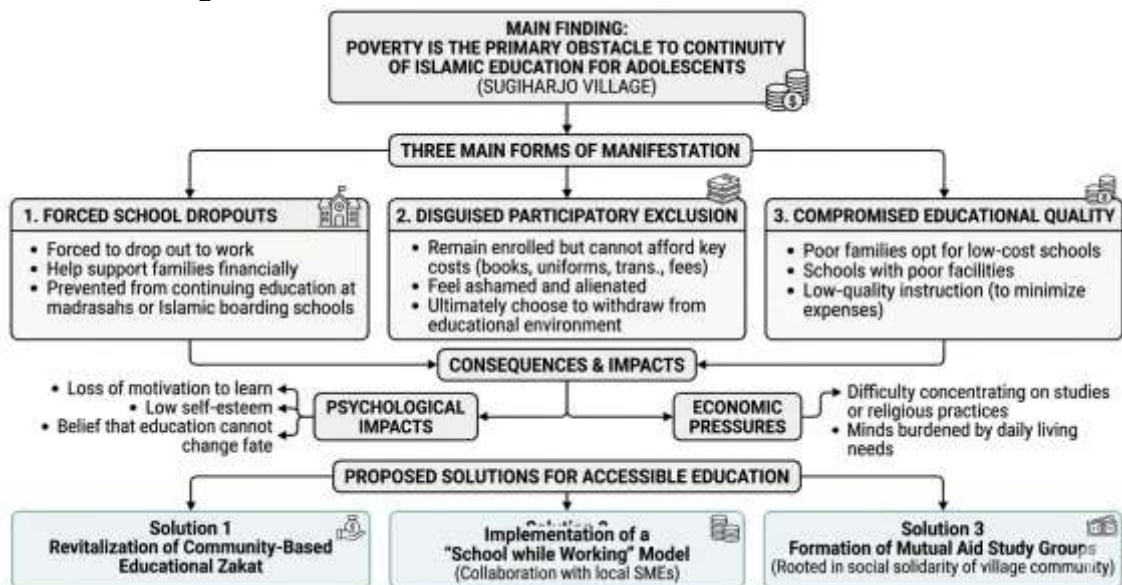 MAIN FINDING:
POVERTY IS THE PRIMARY OBSTACLE TO CONTINUITY
OF ISLAMIC EDUCATION FOR ADOLESCENTS
(SUGIHARJO VILLAGE)
THREE MAIN FORMS OF MANIFESTATION
1. FORCED SCHOOL DROPOUTS
• Forced to drop out to work
• Help support families financially
• Prevented from continuing education at
madrasahs or Islamic boarding schools
2. DISGUISED PARTICIPATORY EXCLUSION
• Remain enrolled but cannot afford key
costs (books, uniforms, trans., fees)
• Feel ashamed and alienated
• Ultimately choose to withdraw from
educational environment
3. COMPROMISED EDUCATIONAL QUALITY
• Poor families opt for low-cost schools
• Schools with poor facilities
• Low-quality instruction (to minimize
expenses)
CONSEQUENCES & IMPACTS
• Loss of motivation to learn
• Low self-esteem
• Belief that education cannot
change fate
PSYCHOLOGICAL
IMPACTS
ECONOMIC
PRESSURES
• Difficulty concentrating on studies
or religious practices
• Minds burdened by daily living
needs
PROPOSED SOLUTIONS FOR ACCESSIBLE EDUCATION
Solution 1
Revitalization of Community-Based
Educational Zakat
Implementation of a
"School while Working" Model
(Collaboration with local SMEs)
Solution 3
Formation of Mutual Aid Study Groups
(Rooted in social solidarity of village community)